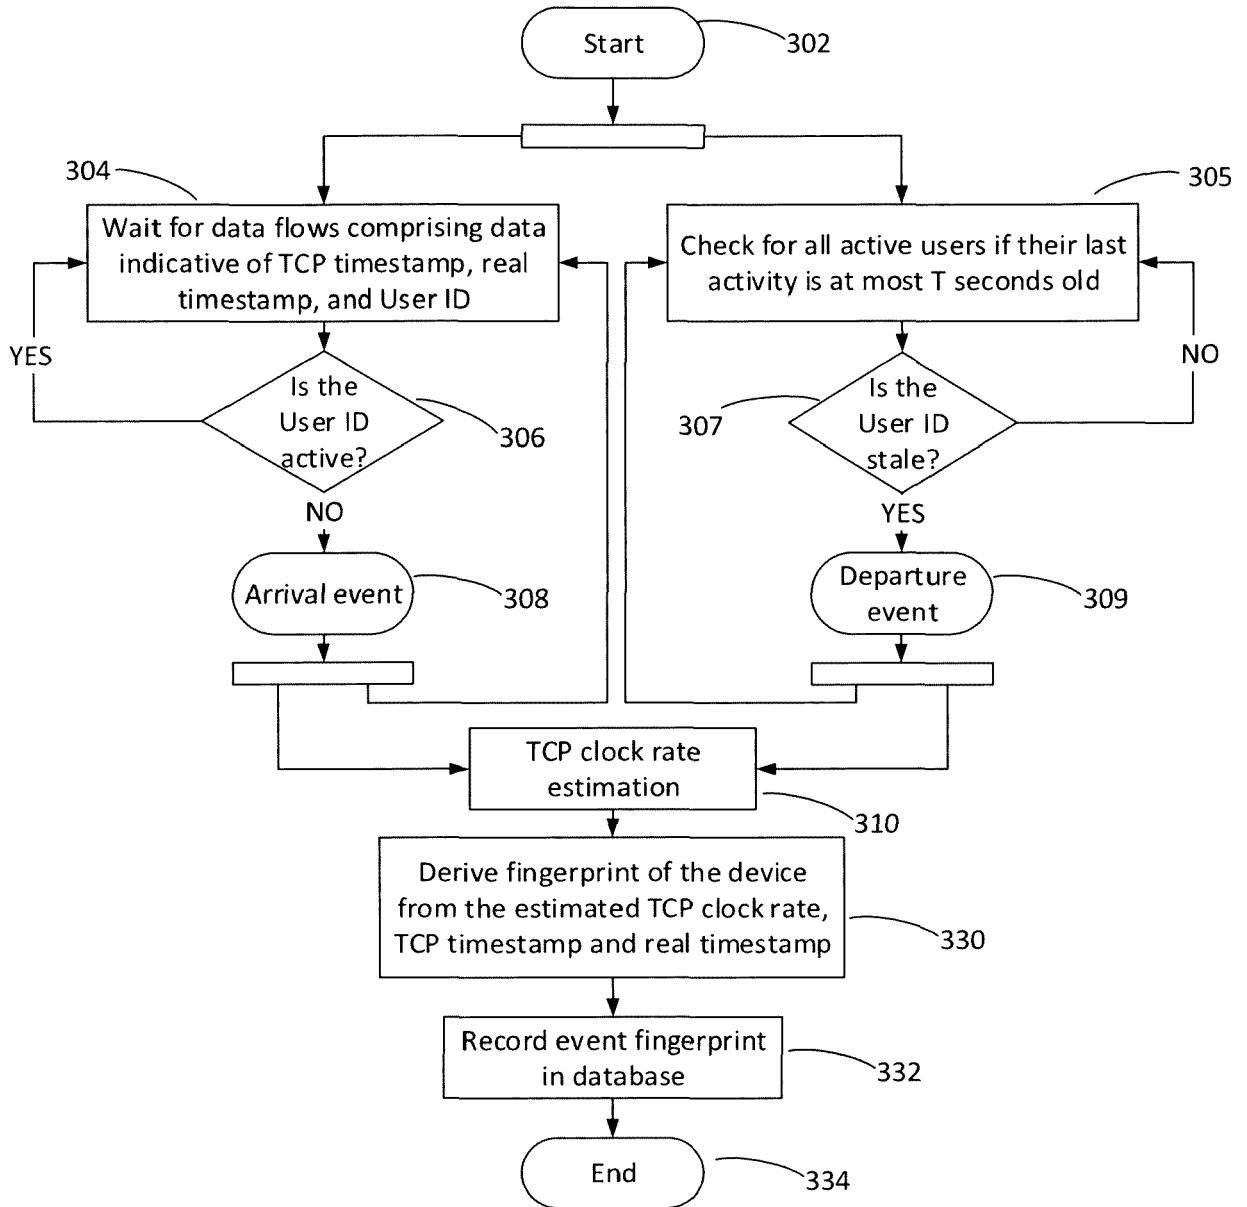 Start
302
304
305
Wait for data flows comprising data
indicative of TCP timestamp, real
timestamp, and User ID
Check for all active users if their last
activity is at most T seconds old
YES
NO
Is the
User ID
active?
306
307
Is the
User ID
stale?
NO
YES
Arrival event
308
Departure
event
309
TCP clock rate
estimation
310
Derive fingerprint of the device
from the estimated TCP clock rate,
TCP timestamp and real timestamp
330
Record event fingerprint
in database
332
End
334